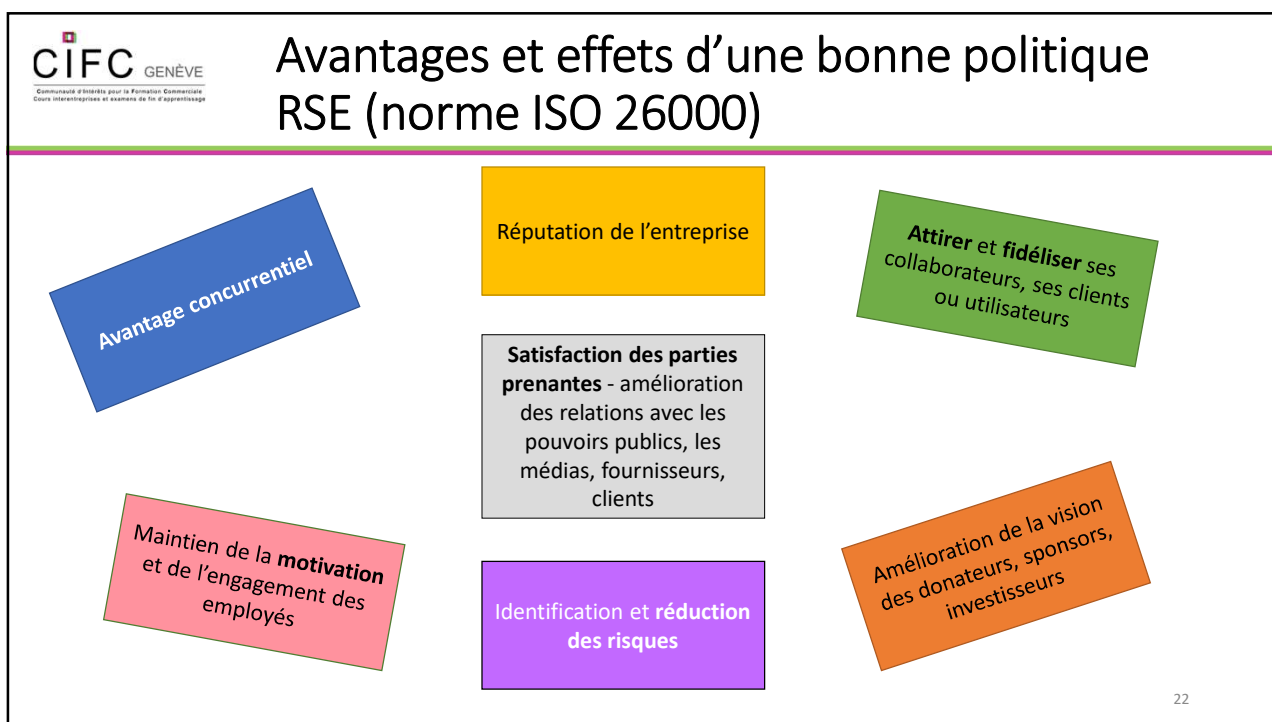 CIFC GENÈVE
Communauté d'Intérêts pour la Formation Commerciale
Cours interentreprises et examens de fin d'apprentissage
Avantages et effets d'une bonne politique
RSE (norme ISO 26000)
Avantage concurrentiel
Réputation de l'entreprise
Attirer et fidéliser ses
collaborateurs, ses clients
ou utilisateurs
Satisfaction des parties
prenantes - amélioration
des relations avec les
pouvoirs publics, les
médias, fournisseurs,
clients
Maintien de la motivation
et de l'engagement des
employés
Identification et réduction
des risques
Amélioration de la vision
des donateurs, sponsors,
investisseurs
22